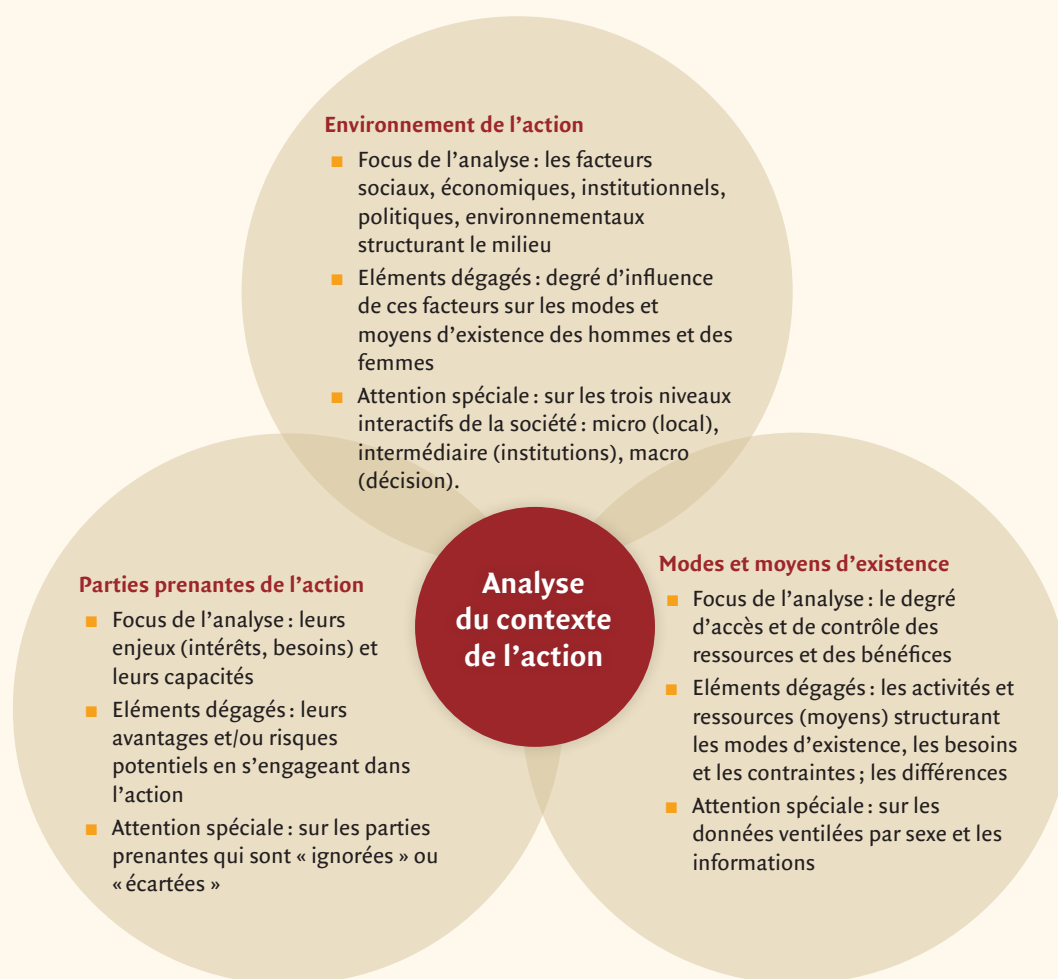 Environnement de l’action
■ Focus de l’analyse : les facteurs
sociaux, économiques, institutionnels,
politiques, environnementaux
structurant le milieu
■ Eléments dégagés : degré d’influence
de ces facteurs sur les modes et
moyens d’existence des hommes et des
femmes
■ Attention spéciale : sur les trois niveaux
interactifs de la société : micro (local),
intermédiaire (institutions), macro
(décision).
Parties prenantes de l’action
■ Focus de l’analyse : leurs
enjeux (intérêts, besoins) et
leurs capacités
■ Eléments dégagés : leurs
avantages et/ou risques
potentiels en s’engageant dans
l’action
■ Attention spéciale : sur les parties
prenantes qui sont « ignorées » ou
« écartées »
Analyse
du contexte
de l’action
Modes et moyens d’existence
■ Focus de l’analyse : le degré
d’accès et de contrôle des
ressources et des bénéfices
■ Eléments dégagés : les activités et
ressources (moyens) structurant
les modes d’existence, les besoins
et les contraintes ; les différences
■ Attention spéciale : sur les
données ventilées par sexe et les
informations